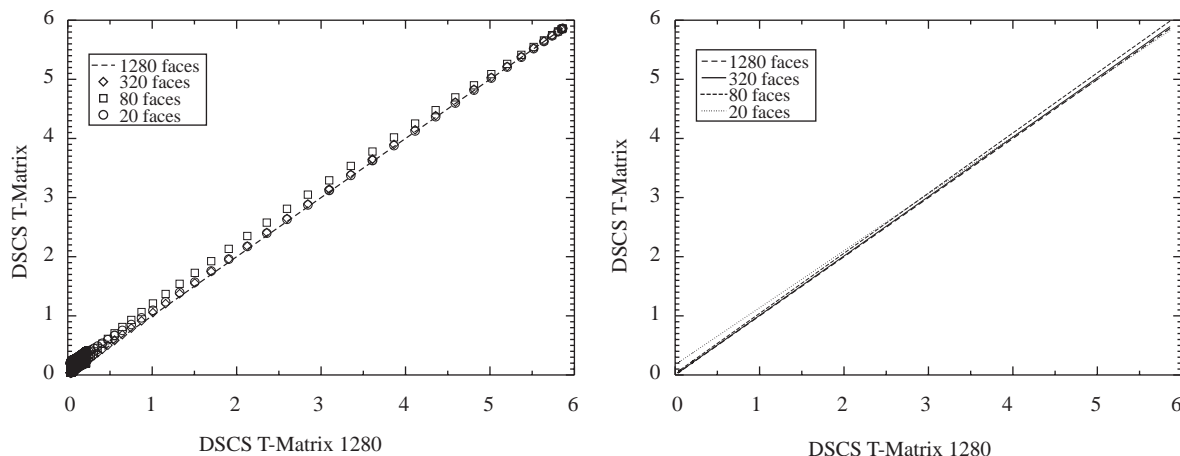 6
5
4
3
2
1
0
DSCS T-Matrix
1280 faces
320 faces
80 faces
20 faces
0 1 2 3 4 5 6
DSCS T-Matrix 1280
6
5
4
3
2
1
0
DSCS T-Matrix
1280 faces
320 faces
80 faces
20 faces
0 1 2 3 4 5 6
DSCS T-Matrix 1280